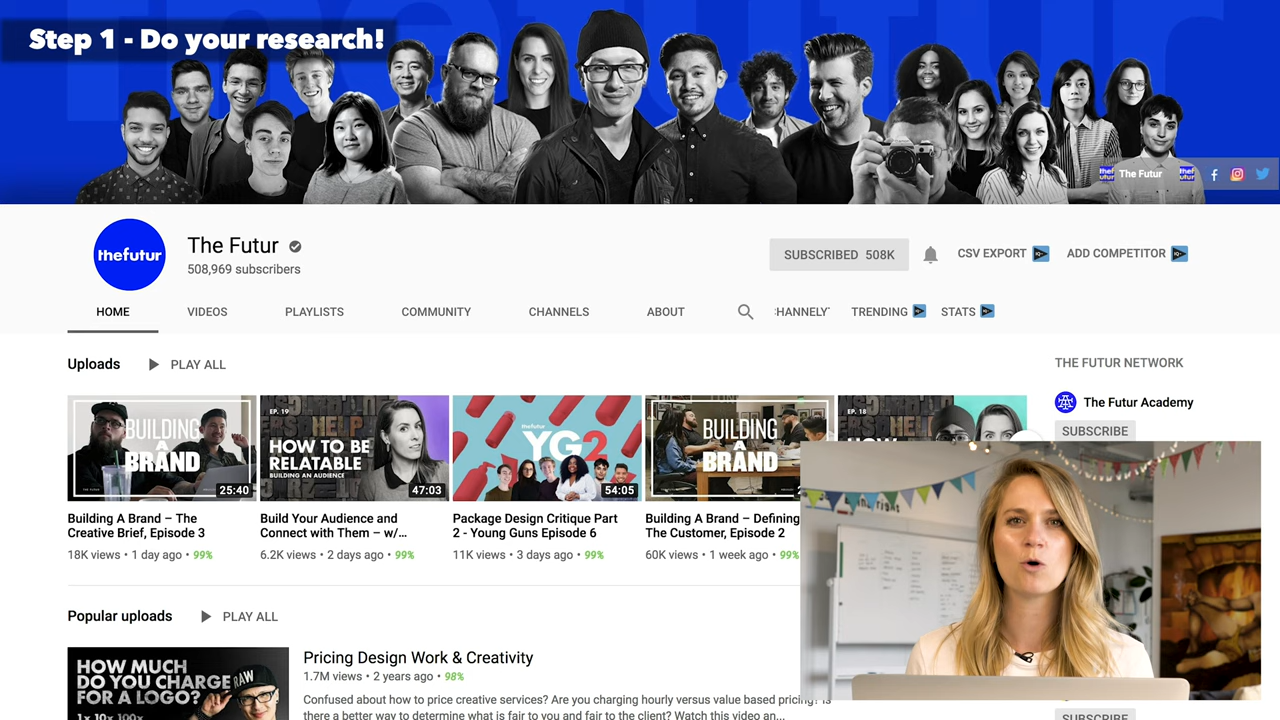 Step 1 - Do your research!
The Futur
thefutur
The Futur
508,969 subscribers
SUBSCRIBED 508K
CSV EXPORT
ADD COMPETITOR
HOME
VIDEOS
PLAYLISTS
COMMUNITY
CHANNELS
ABOUT
TRENDING
STATS
Uploads
PLAY ALL
THE FUTUR NETWORK
The Futur Academy
SUBSCRIBE
BUILDING
A
BRAND
25:40
EP. 19
HOW TO BE
RELATABLE
BUILDING AN AUDIENCE
47:03
thefutur
YG2
54:05
BUILDING
A
BRAND
EP. 18
Building A Brand – The
Creative Brief, Episode 3
18K views • 1 day ago • 99%
Build Your Audience and
Connect with Them – w/...
6.2K views • 2 days ago • 99%
Package Design Critique Part
2 - Young Guns Episode 6
11K views • 3 days ago • 99%
Building A Brand – Defining
The Customer, Episode 2
60K views • 1 week ago • 99%
Popular uploads
PLAY ALL
HOW MUCH
DO YOU CHARGE
FOR A LOGO?
1x 10x 100x
RAW
Pricing Design Work & Creativity
1.7M views • 2 years ago • 98%
Confused about how to price creative services? Are you charging hourly versus value based pricing? Is
there a better way to determine what is fair to you and fair to the client? Watch this video an...
SUBSCRIBE